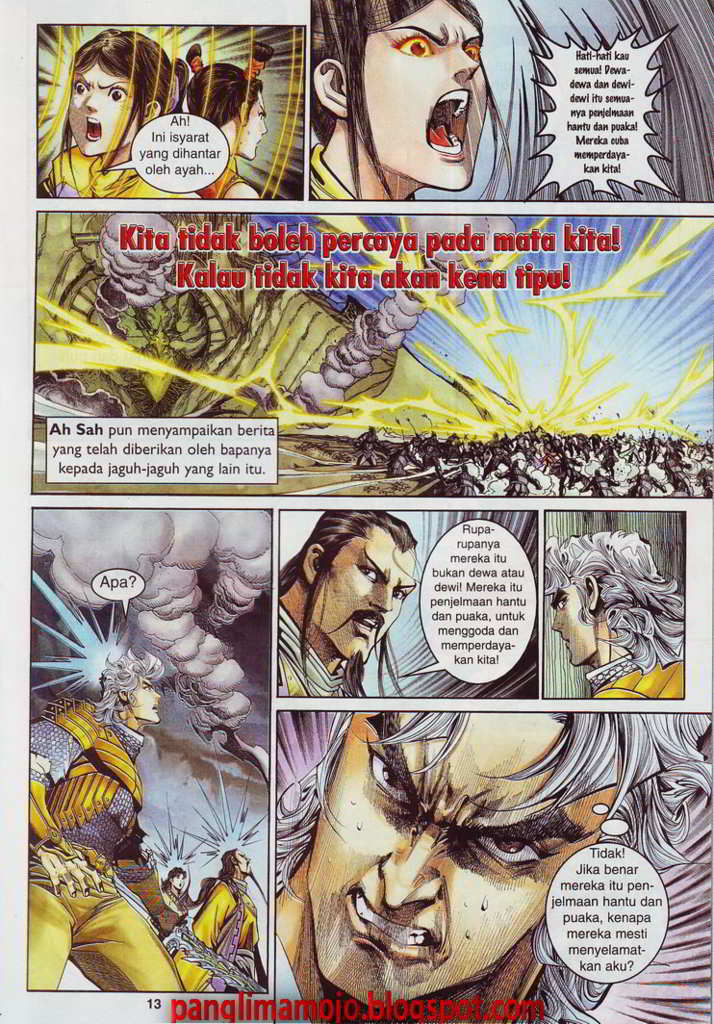 Ah!
Ini isyarat
yang dihantar
oleh ayah...
Hati-hati kau
semua! Dewa-
dewa dan dewi-
dewi itu semua-
nya penjelmaan
hantu dan puaka!
Mereka cuba
memperdaya-
kan kita!
Kita tidak boleh percaya pada mata kita!
Kalau tidak kita akan kena tipu!
Ah Sah pun menyampaikan berita
yang telah diberikan oleh bapanya
kepada jaguh-jaguh yang lain itu.
Apa?
Rupa-
rupanya
mereka itu
bukan dewa atau
dewi! Mereka itu
penjelmaan hantu
dan puaka, untuk
menggoda dan
memperdaya-
kan kita!
Tidak!
Jika benar
mereka itu pen-
jelmaan hantu dan
puaka, kenapa
mereka mesti
menyelamat-
kan aku?
13
panglimamojo.blogspot.com